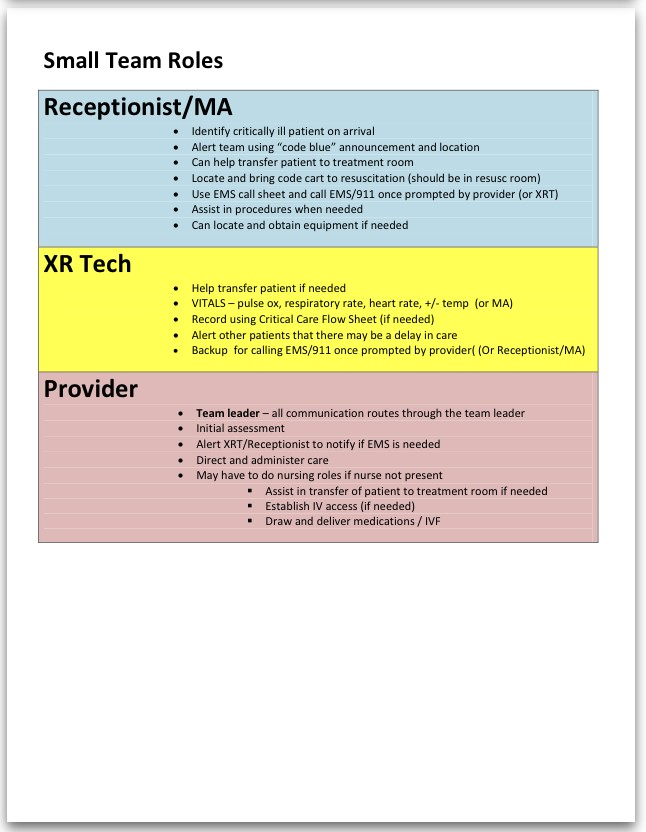 Small Team Roles
Receptionist/MA
• Identify critically ill patient on arrival
• Alert team using “code blue” announcement and location
• Can help transfer patient to treatment room
• Locate and bring code cart to resuscitation (should be in resusc room)
• Use EMS call sheet and call EMS/911 once prompted by provider (or XRT)
• Assist in procedures when needed
• Can locate and obtain equipment if needed
XR Tech
• Help transfer patient if needed
• VITALS – pulse ox, respiratory rate, heart rate, +/- temp  (or MA)
• Record using Critical Care Flow Sheet (if needed)
• Alert other patients that there may be a delay in care
• Backup  for calling EMS/911 once prompted by provider( (Or Receptionist/MA)
Provider
• Team leader – all communication routes through the team leader
• Initial assessment
• Alert XRT/Receptionist to notify if EMS is needed
• Direct and administer care
• May have to do nursing roles if nurse not present
▪ Assist in transfer of patient to treatment room if needed
▪ Establish IV access (if needed)
▪ Draw and deliver medications / IVF